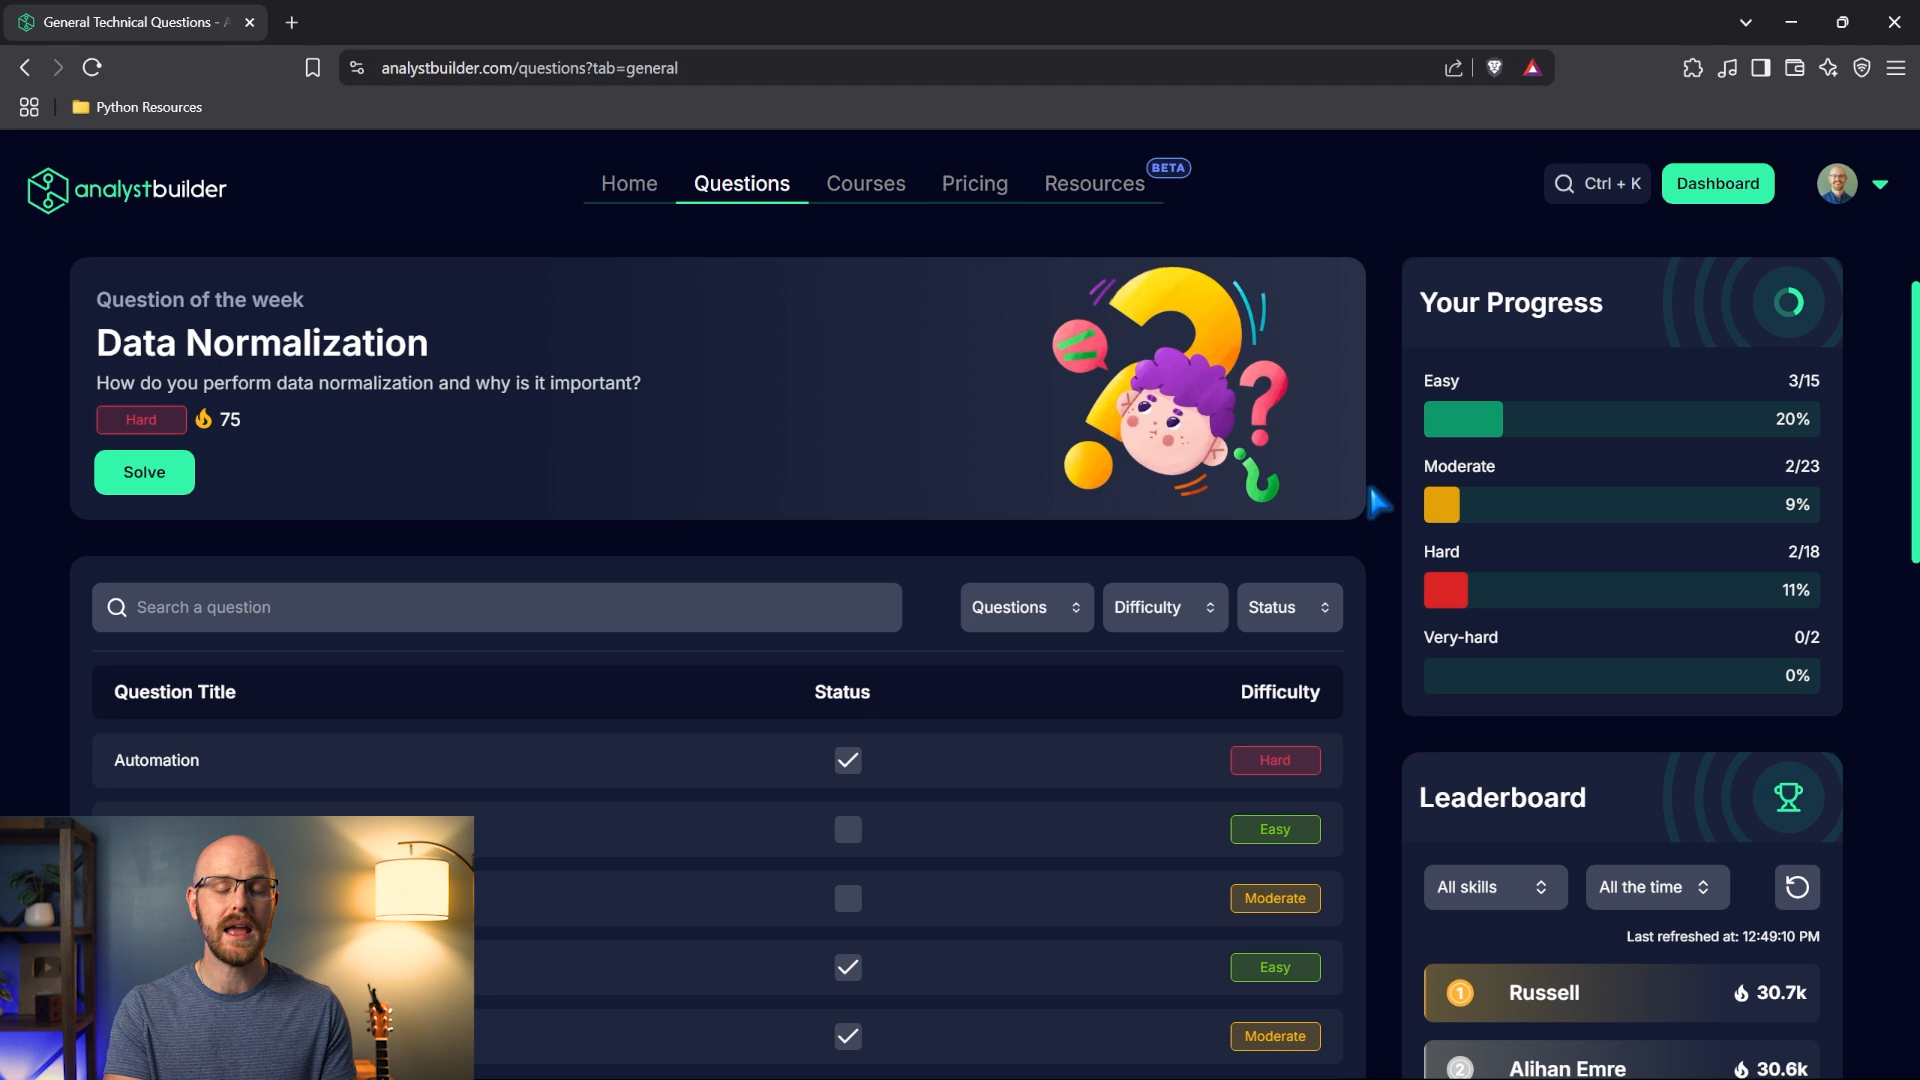 General Technical Questions - A
analystbuilder.com/questions?tab=general
Python Resources
analystbuilder
Home
Questions
Courses
Pricing
Resources
BETA
Ctrl + K
Dashboard
Question of the week
Data Normalization
How do you perform data normalization and why is it important?
Hard
75
Solve
Search a question
Questions
Difficulty
Status
Question Title
Status
Difficulty
Automation
Hard
Easy
Moderate
Easy
Moderate
Your Progress
Easy
3/15
20%
Moderate
2/23
9%
Hard
2/18
11%
Very-hard
0/2
0%
Leaderboard
All skills
All the time
Last refreshed at: 12:49:10 PM
1
Russell
30.7k
2
Alihan Emre
30.6k